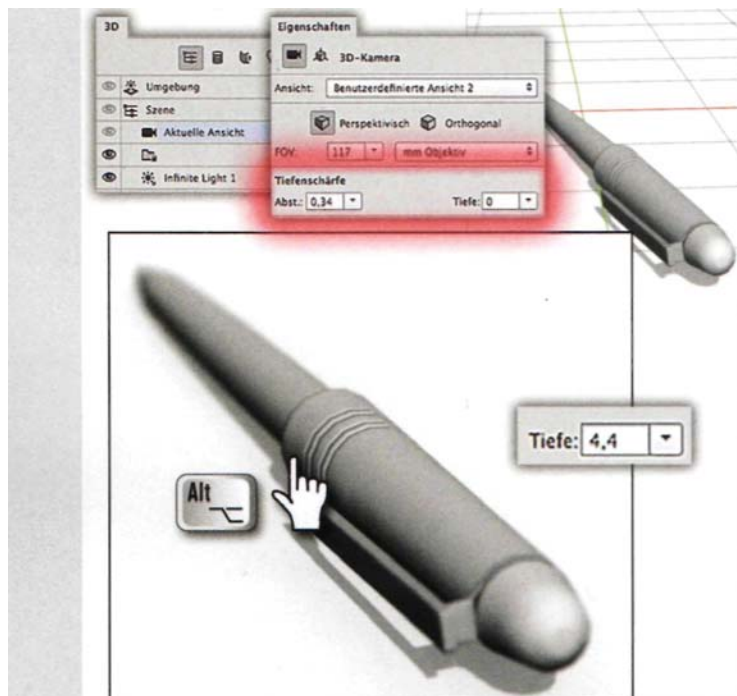 3D
Umgebung
Szene
Aktuelle Ansicht
Infinite Light 1
Eigenschaften
3D-Kamera
Ansicht: Benutzerdefinierte Ansicht 2
Perspektivisch Orthogonal
FOV: 117 mm Objektiv
Tiefenschärfe
Abst.: 0,34 Tiefe: 0
Tiefe: 4,4
Alt